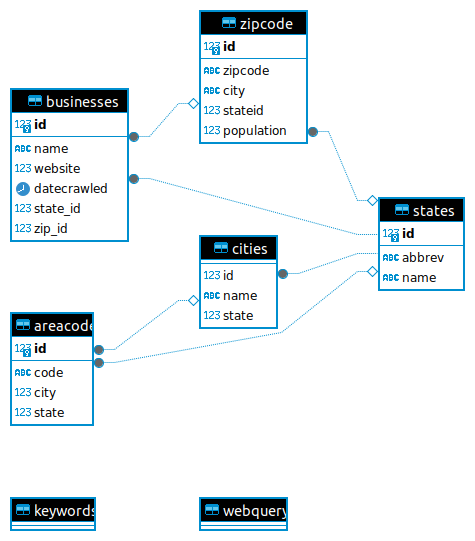 zipcode
123 id
ABC zipcode
ABC city
123 stateid
123 population
businesses
123 id
ABC name
123 website
datecrawled
123 state_id
123 zip_id
states
123 id
ABC abbrev
ABC name
cities
123 id
ABC name
123 state
areacode
123 id
ABC code
123 city
123 state
keywords
webquery